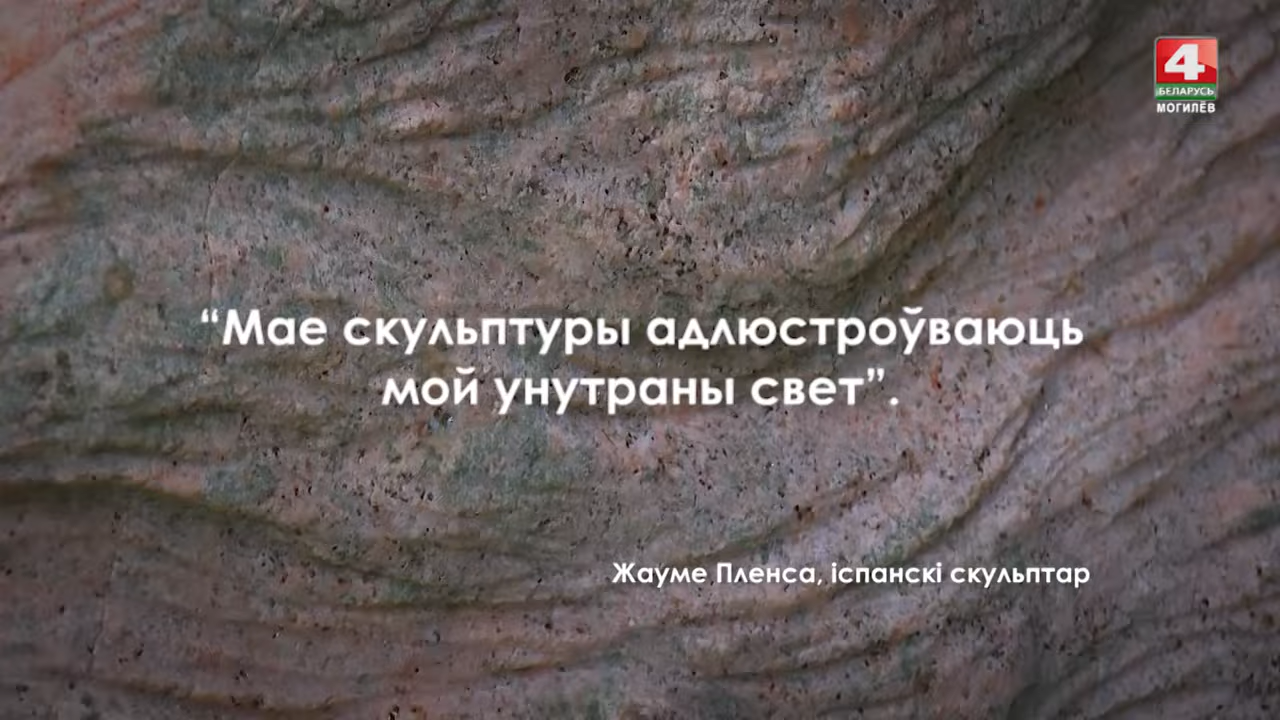 4
БЕЛАРУСЬ
МОГИЛЁВ
“Мае скульптуры адлюстроўваюць
мой унутраны свет”.
Жауме Пленса, іспанскі скульптар